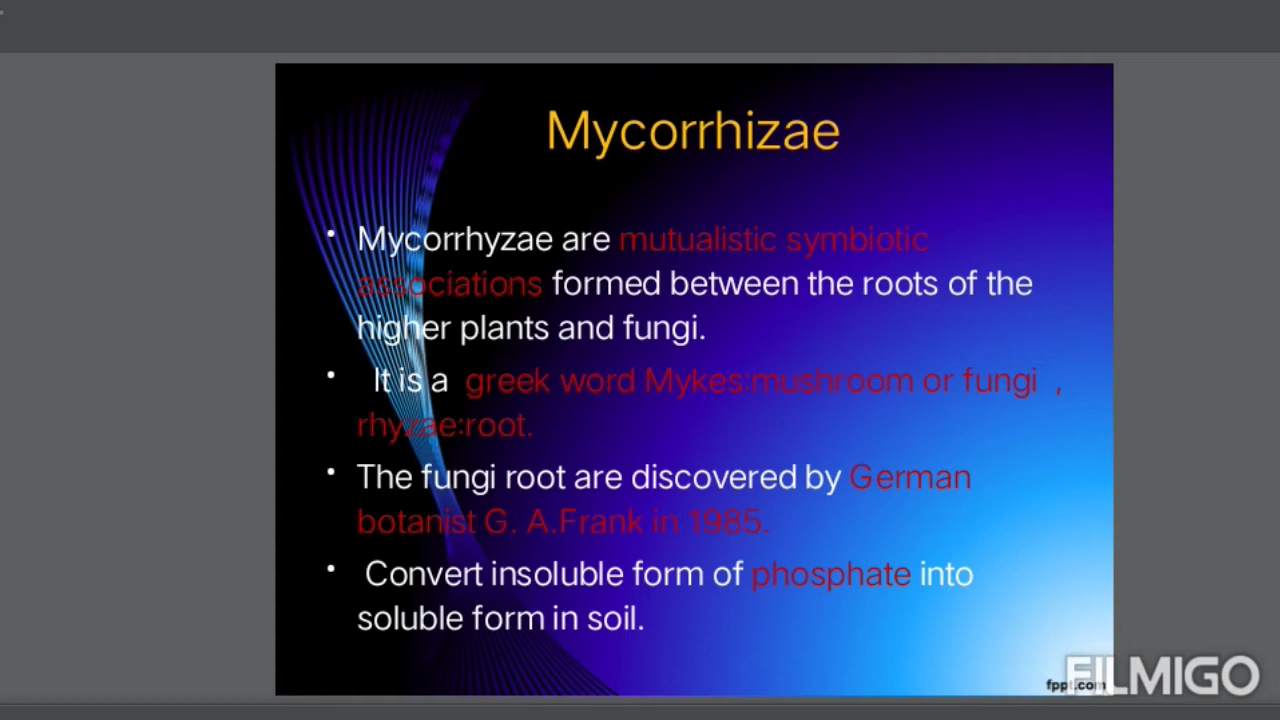 Mycorrhizae
• Mycorrhyzae are mutualistic symbiotic
associations formed between the roots of the
higher plants and fungi.
• It is a greek word Mykes:mushroom or fungi ,
rhyzae:root.
• The fungi root are discovered by German
botanist G. A.Frank in 1985.
• Convert insoluble form of phosphate into
soluble form in soil.
fppt.com
FILMIGO